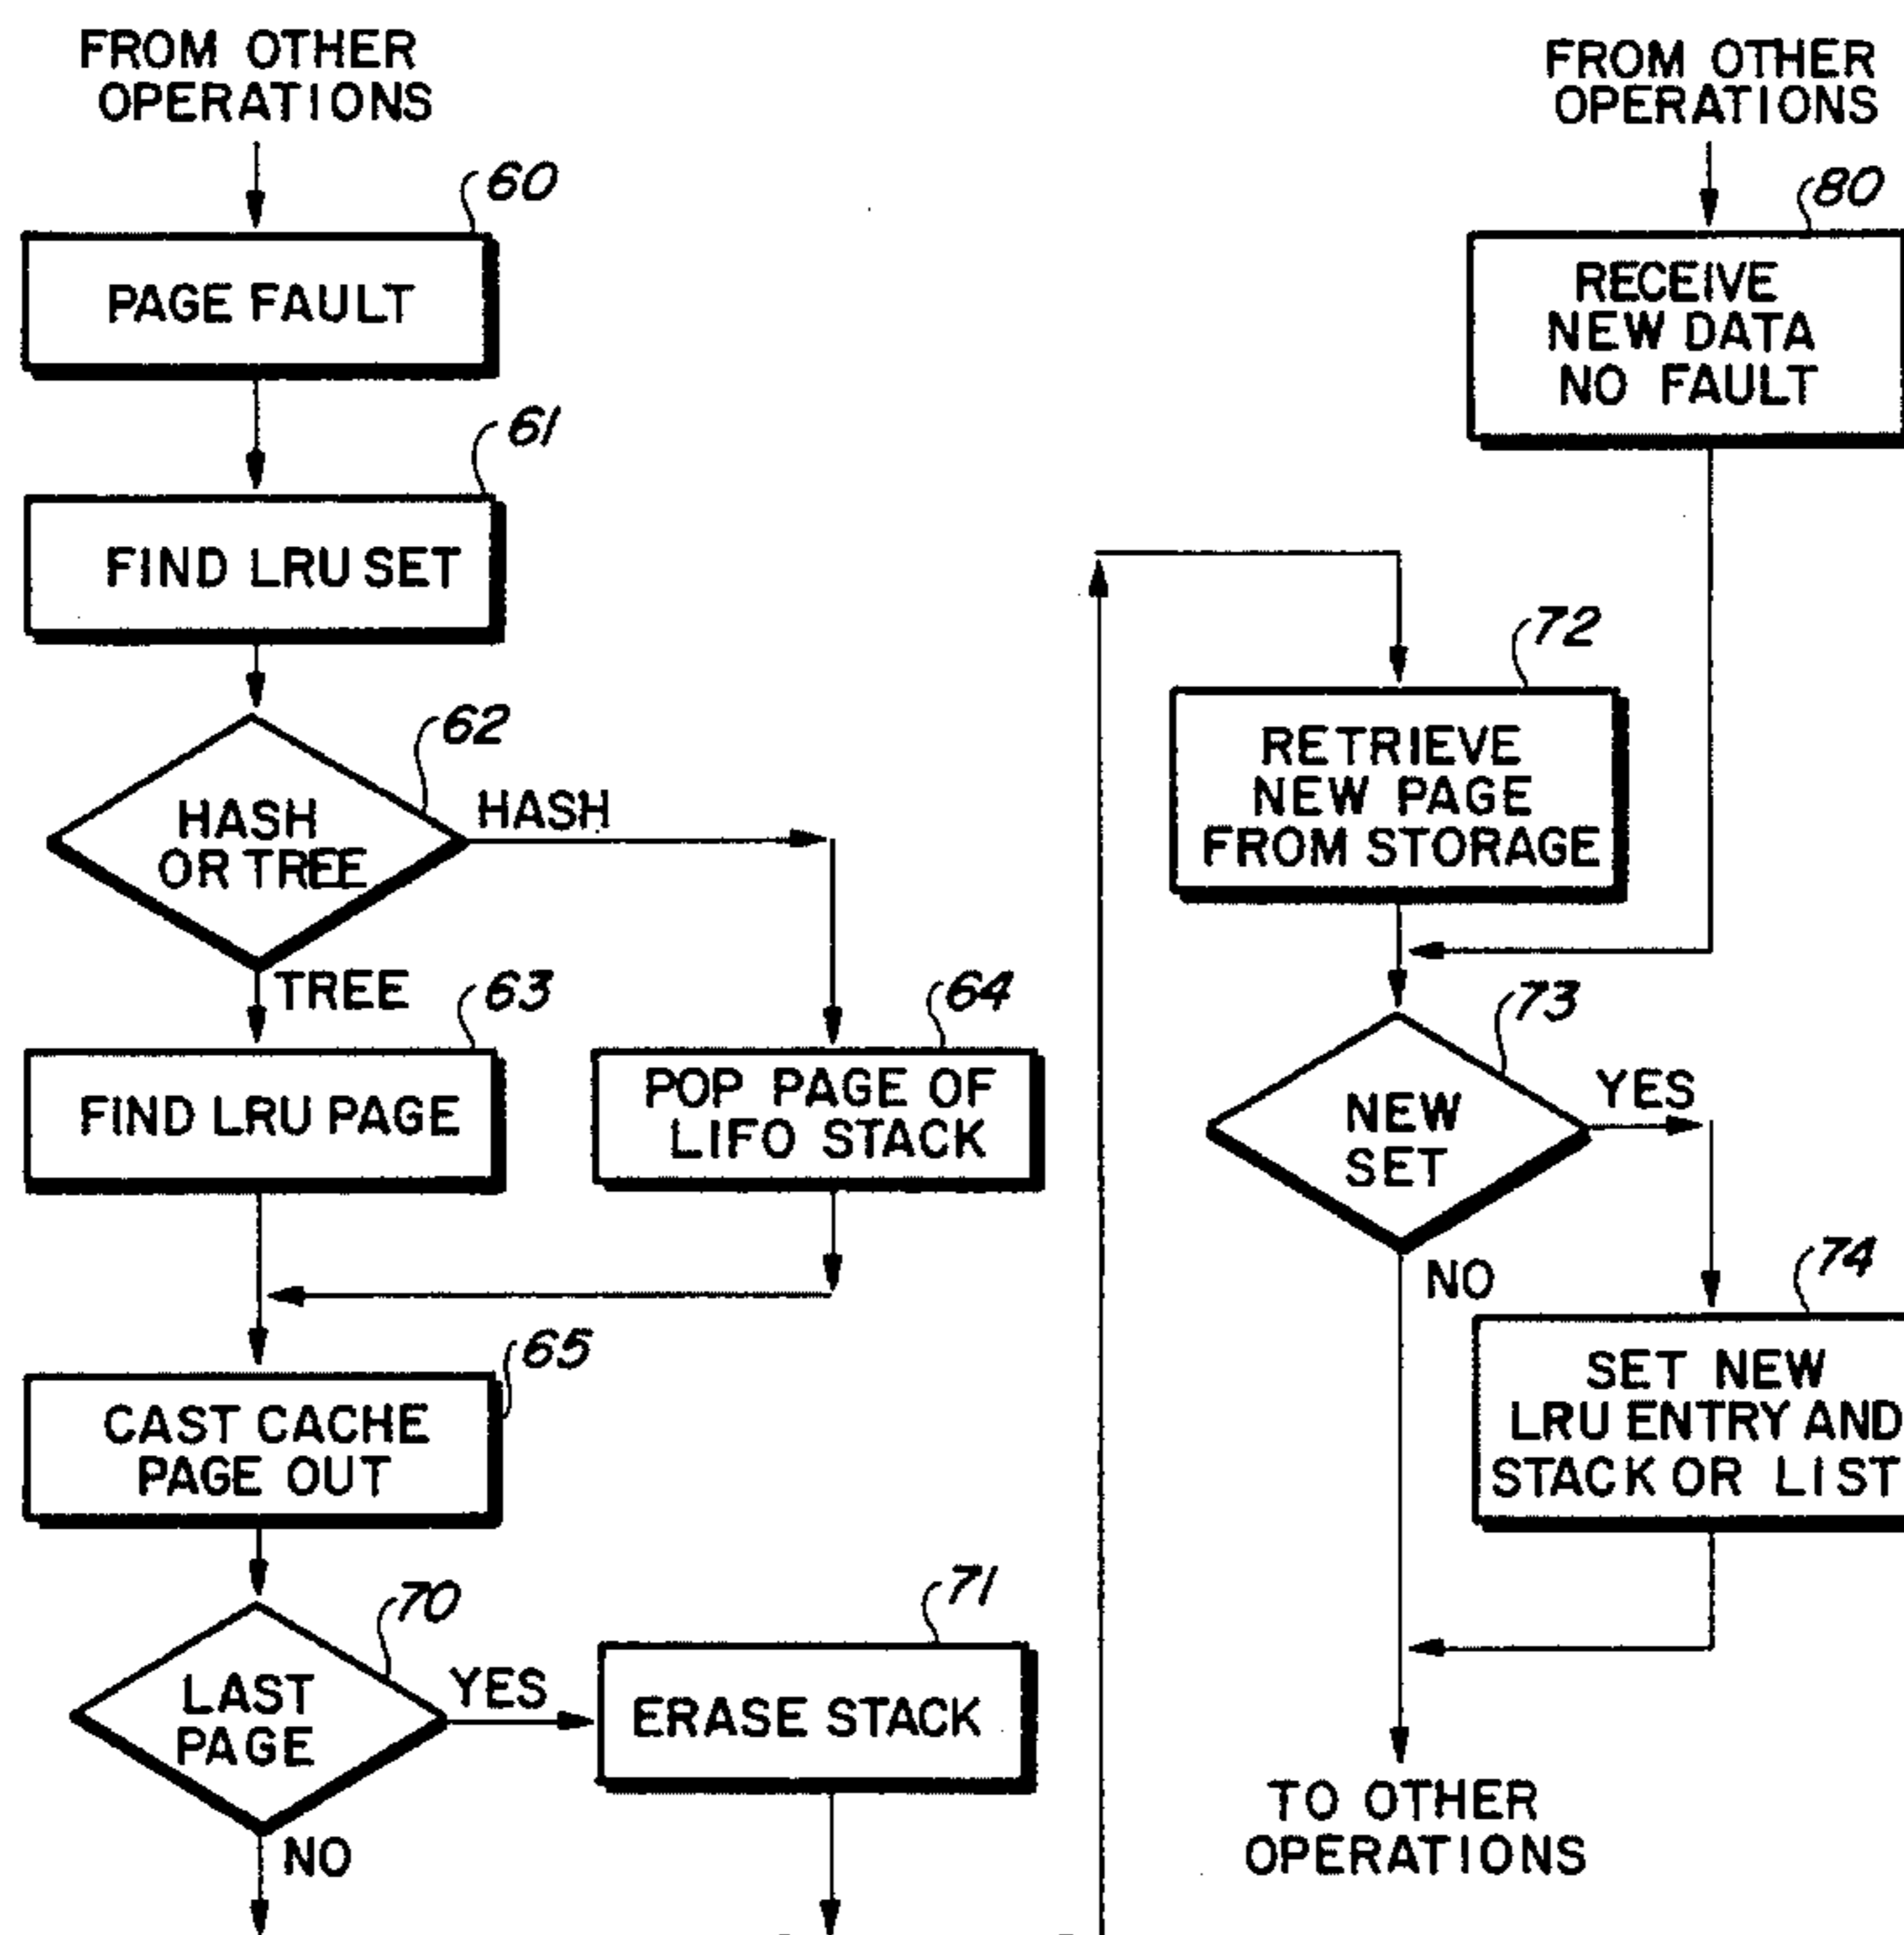 FROM OTHER
OPERATIONS
60
PAGE FAULT
61
FIND LRU SET
62
HASH
OR TREE
HASH
TREE
63
FIND LRU PAGE
64
POP PAGE OF
LIFO STACK
65
CAST CACHE
PAGE OUT
70
LAST
PAGE
YES
NO
71
ERASE STACK
FROM OTHER
OPERATIONS
80
RECEIVE
NEW DATA
NO FAULT
72
RETRIEVE
NEW PAGE
FROM STORAGE
73
NEW
SET
YES
NO
74
SET NEW
LRU ENTRY AND
STACK OR LIST
TO OTHER
OPERATIONS